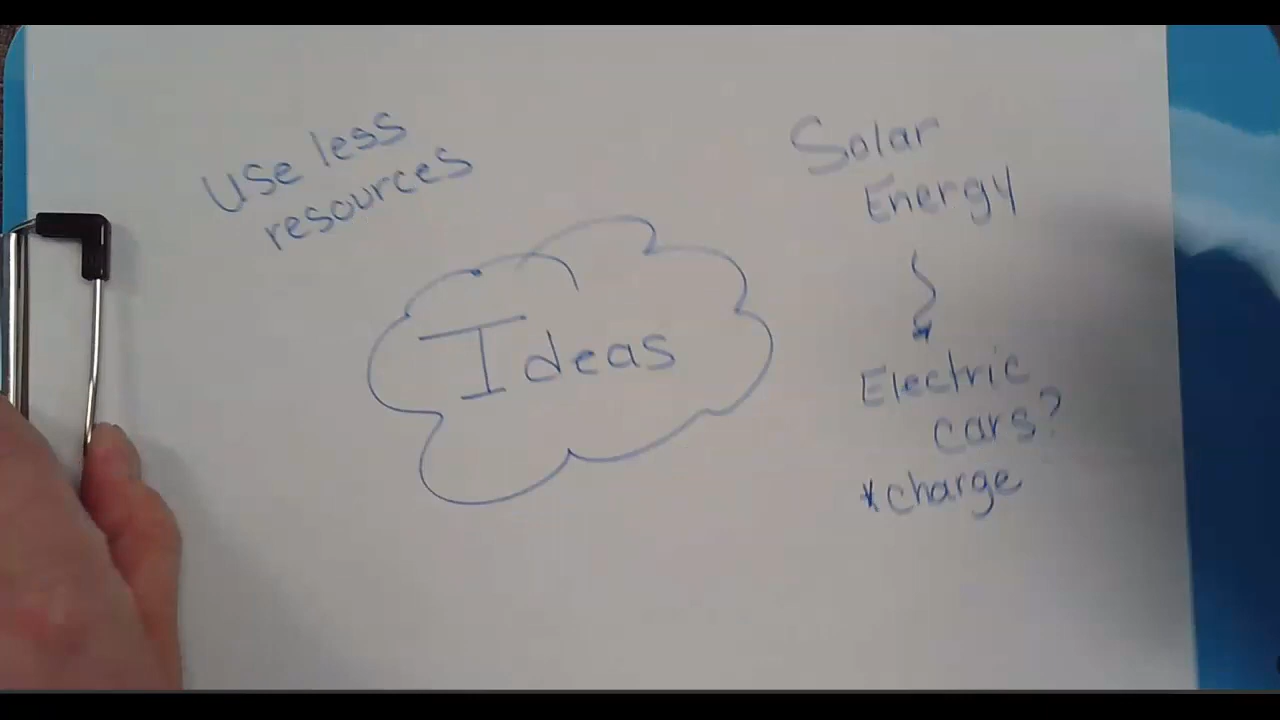 Use less
resources
Ideas
Solar
Energy
Electric
cars?
*charge